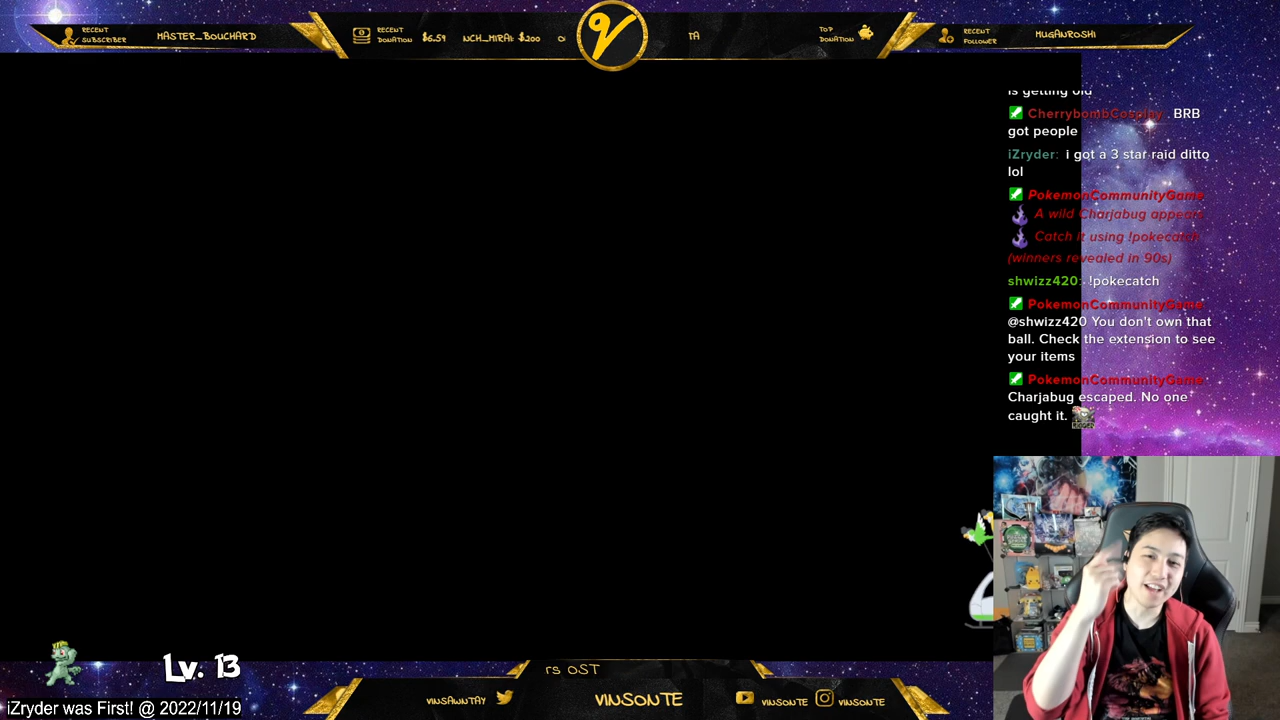 RECENT SUBSCRIBER
MASTER_BOUCHARD
RECENT DONATION
$6.59
NCH_MIRAI: $200
V
TA
TOP DONATION
RECENT FOLLOWER
MUGANROSHI
is getting old
CherrybombCosplay . BRB
got people
iZryder: i got a 3 star raid ditto
lol
PokemonCommunityGame
A wild Charjabug appears
Catch it using !pokecatch
(winners revealed in 90s)
shwizz420: !pokecatch
PokemonCommunityGame
@shwizz420 You don't own that
ball. Check the extension to see
your items
PokemonCommunityGame
Charjabug escaped. No one
caught it.
Lv. 13
rs OST
iZryder was First! @ 2022/11/19
VINSAWNTAY
VINSONTE
VINSONTE
VINSONTE